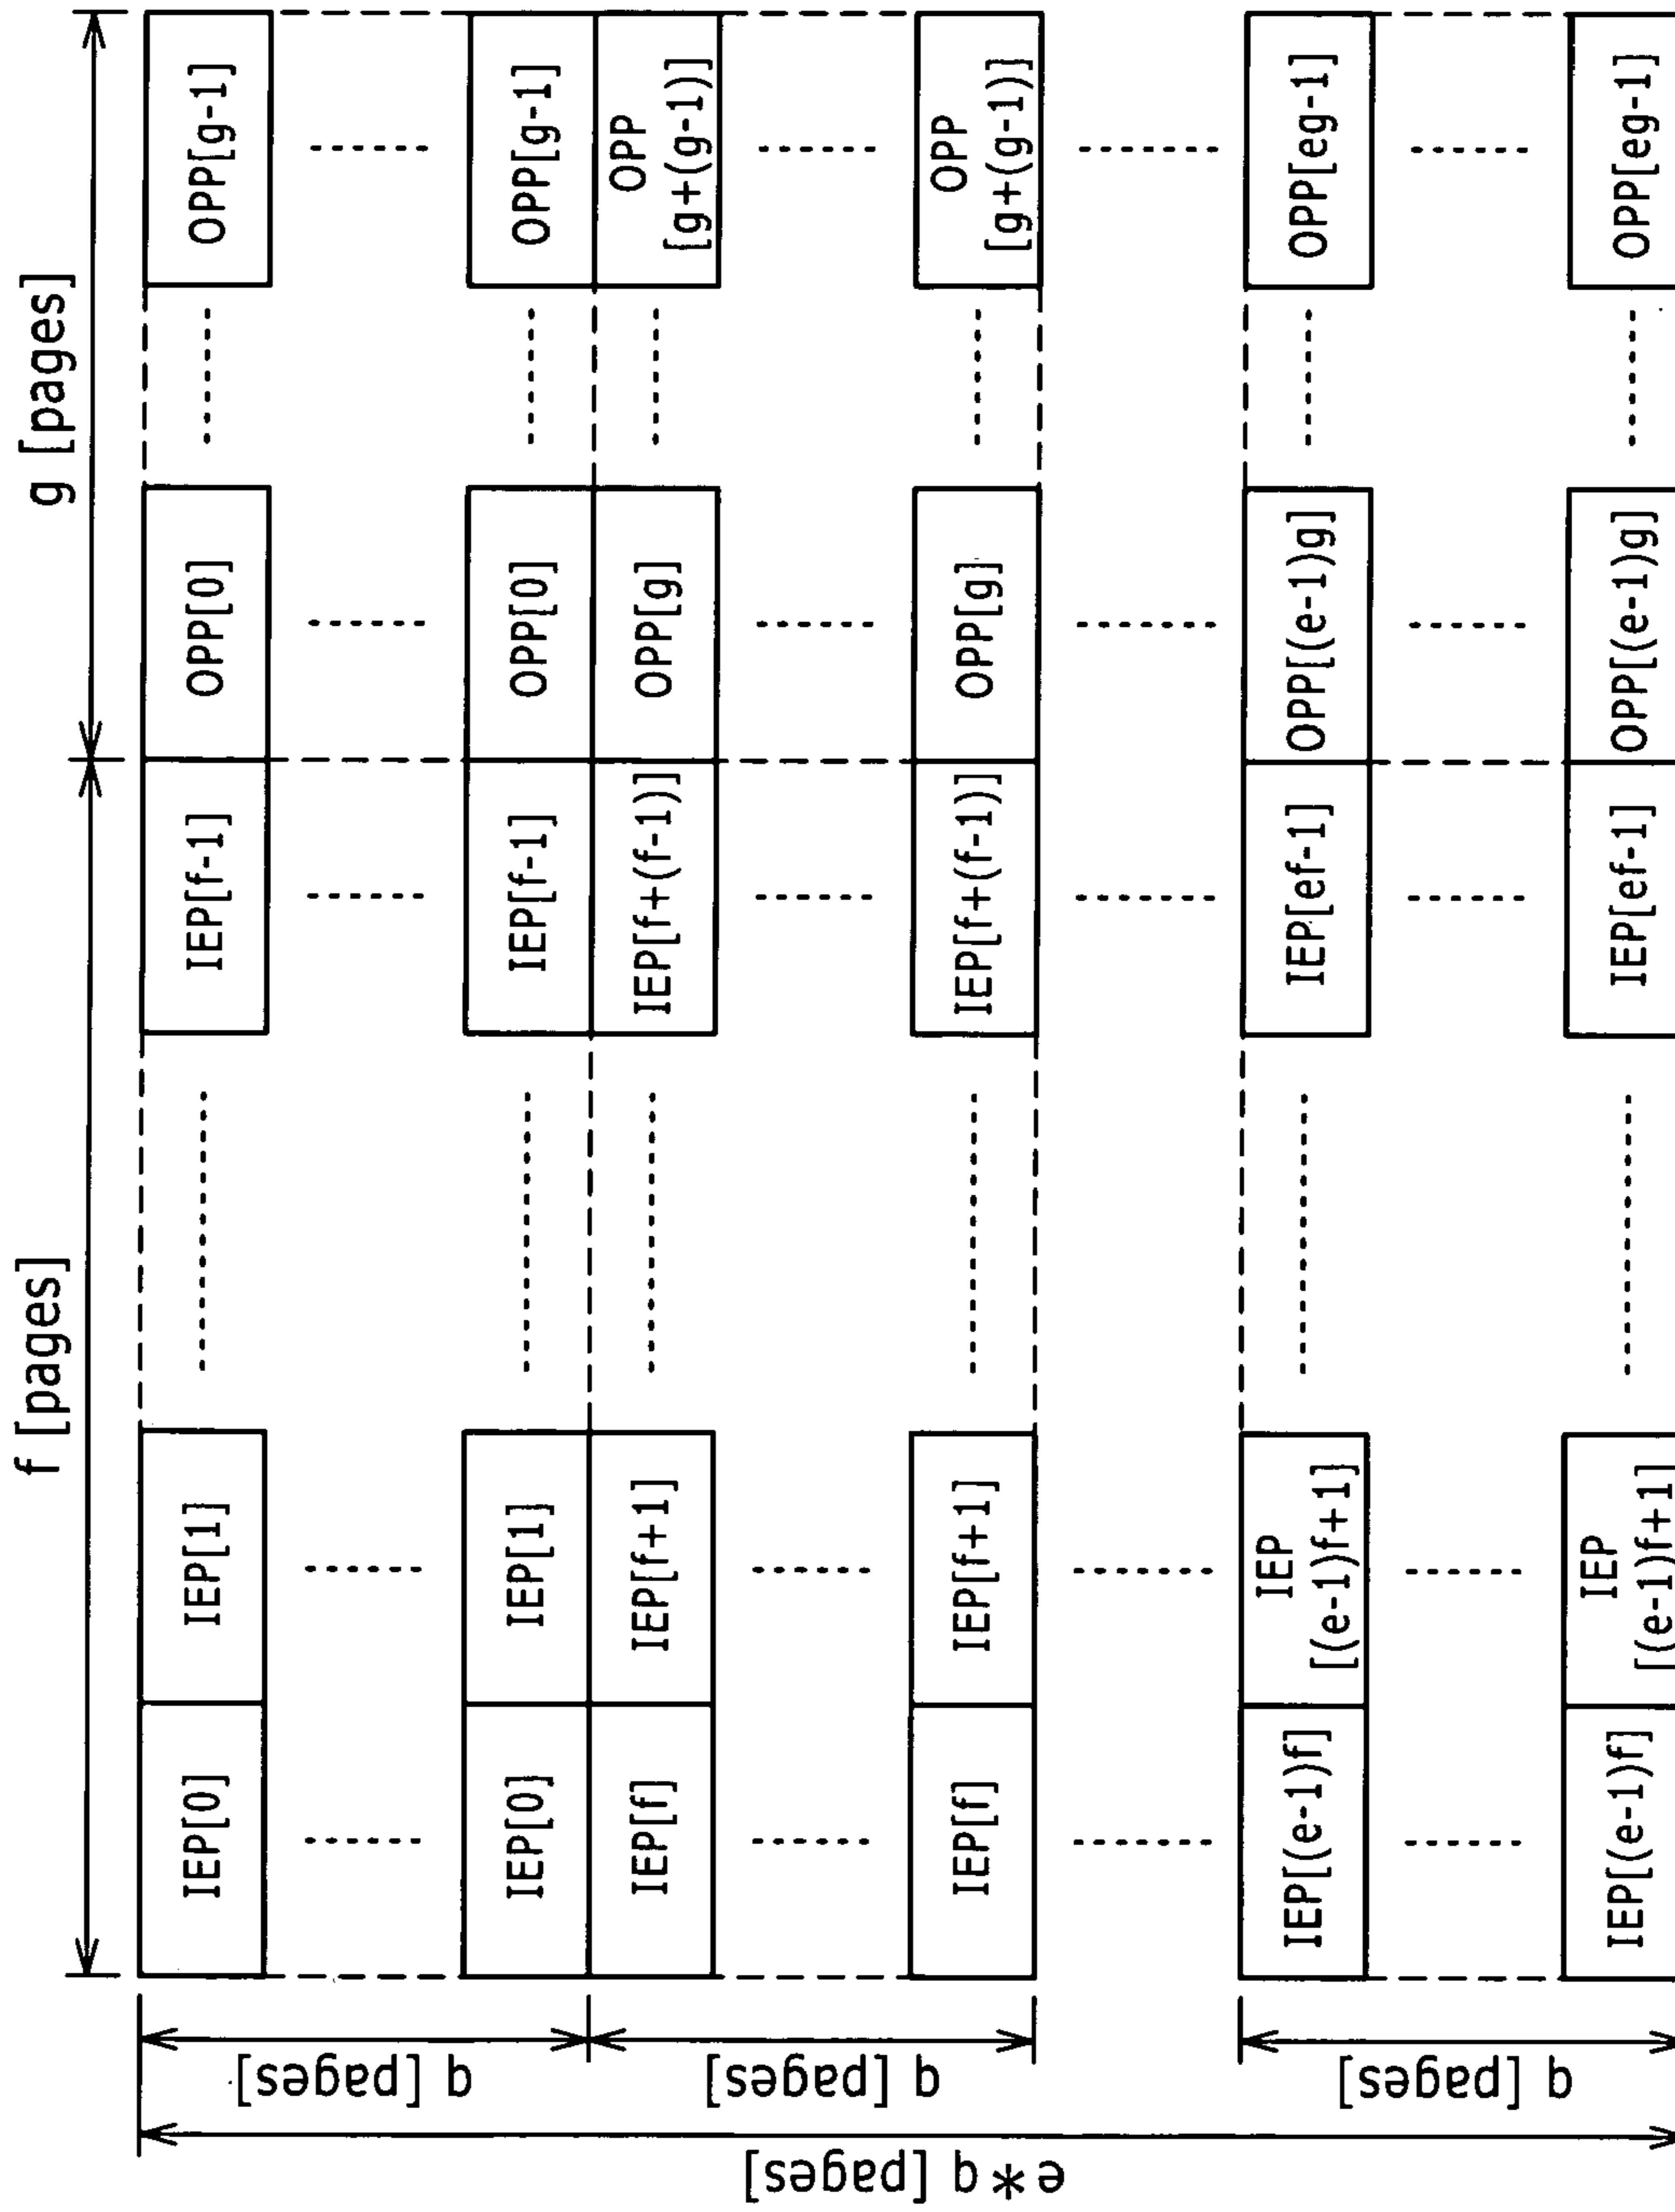 f [pages]
g [pages]
e*b [pages]
b [pages]
IEP[0] IEP[1] IEP[f-1] OPP[0] OPP[g-1]
IEP[0] IEP[1] IEP[f-1] OPP[0] OPP[g-1]
b [pages]
IEP[f] IEP[f+1] IEP[f+(f-1)] OPP[g] OPP
[g+(g-1)]
IEP[f] IEP[f+1] IEP[f+(f-1)] OPP[g] OPP
[g+(g-1)]
b [pages]
IEP[(e-1)f] IEP
[(e-1)f+1] IEP[ef-1] OPP[(e-1)g] OPP[eg-1]
IEP[(e-1)f] IEP
[(e-1)f+1] IEP[ef-1] OPP[(e-1)g] OPP[eg-1]